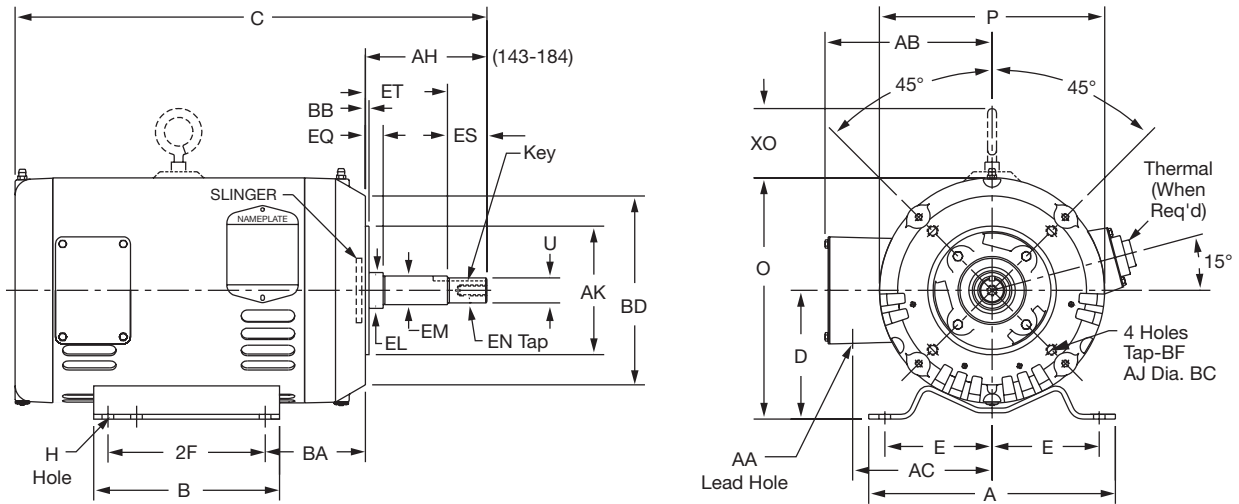 C
AH
(143-184)
ET
BB
EQ
ES
Key
SLINGER
NAMEPLATE
U
AK
BD
EL
EM
EN Tap
H
Hole
2F
BA
B
P
AB
45°
45°
XO
Thermal
(When
Req'd)
15°
O
D
4 Holes
Tap-BF
AJ Dia. BC
AA
Lead Hole
E
E
AC
A